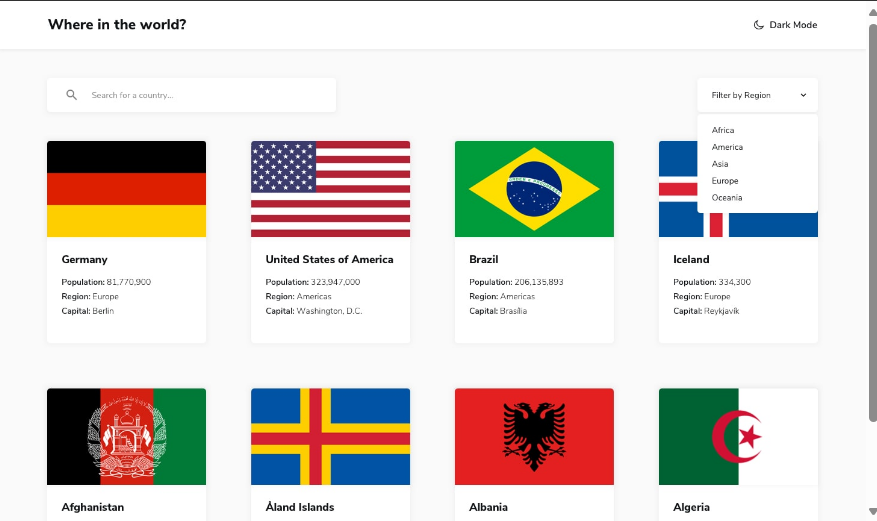 Where in the world?
Dark Mode
Search for a country...
Filter by Region
Africa
America
Asia
Europe
Oceania
Germany
Population: 81,770,900
Region: Europe
Capital: Berlin
United States of America
Population: 323,947,000
Region: Americas
Capital: Washington, D.C.
Brazil
Population: 206,135,893
Region: Americas
Capital: Brasília
Iceland
Population: 334,300
Region: Europe
Capital: Reykjavík
Afghanistan
Åland Islands
Albania
Algeria